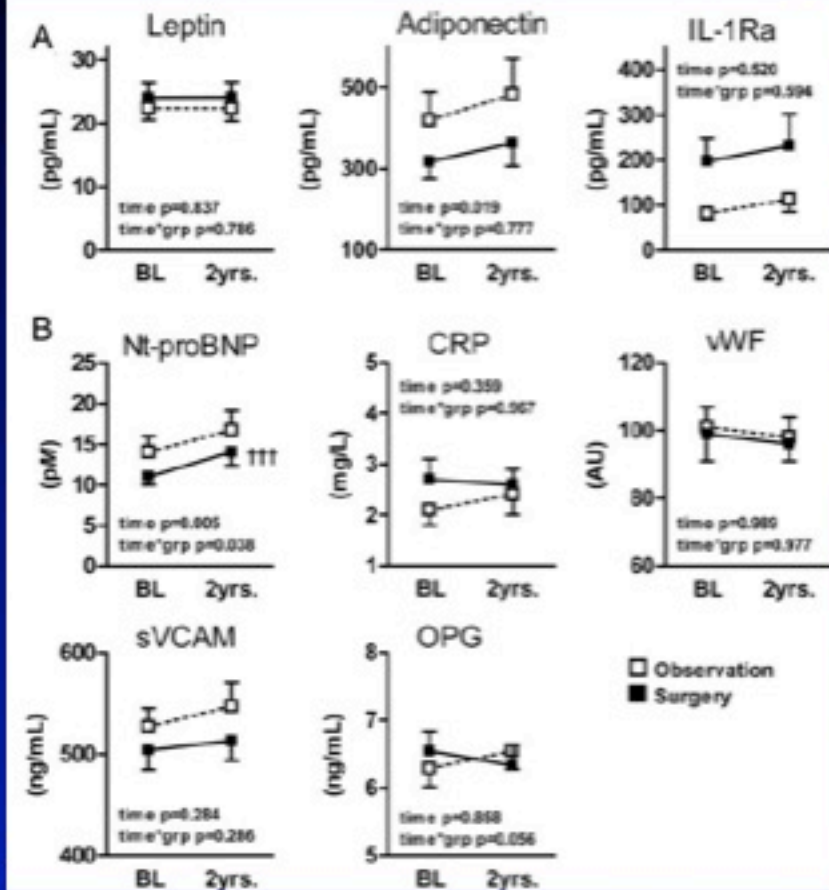 A
Leptin
30
20
10
0
(pg/mL)
time p=0.837
time*grp p=0.786
BL 2yrs.
Adiponectin
500
300
100
(pg/mL)
time p=0.019
time*grp p=0.777
BL 2yrs.
IL-1Ra
400
300
200
100
0
(pg/mL)
time p=0.520
time*grp p=0.594
BL 2yrs.
B
Nt-proBNP
25
20
15
10
5
0
(pM)
†††
time p=0.005
time*grp p=0.038
BL 2yrs.
CRP
5
4
3
2
1
(mg/L)
time p=0.359
time*grp p=0.967
BL 2yrs.
vWF
120
100
80
60
(AU)
time p=0.989
time*grp p=0.977
BL 2yrs.
sVCAM
600
500
400
(ng/mL)
time p=0.284
time*grp p=0.286
BL 2yrs.
OPG
8
7
6
5
(ng/mL)
time p=0.868
time*grp p=0.056
BL 2yrs.
Observation
Surgery